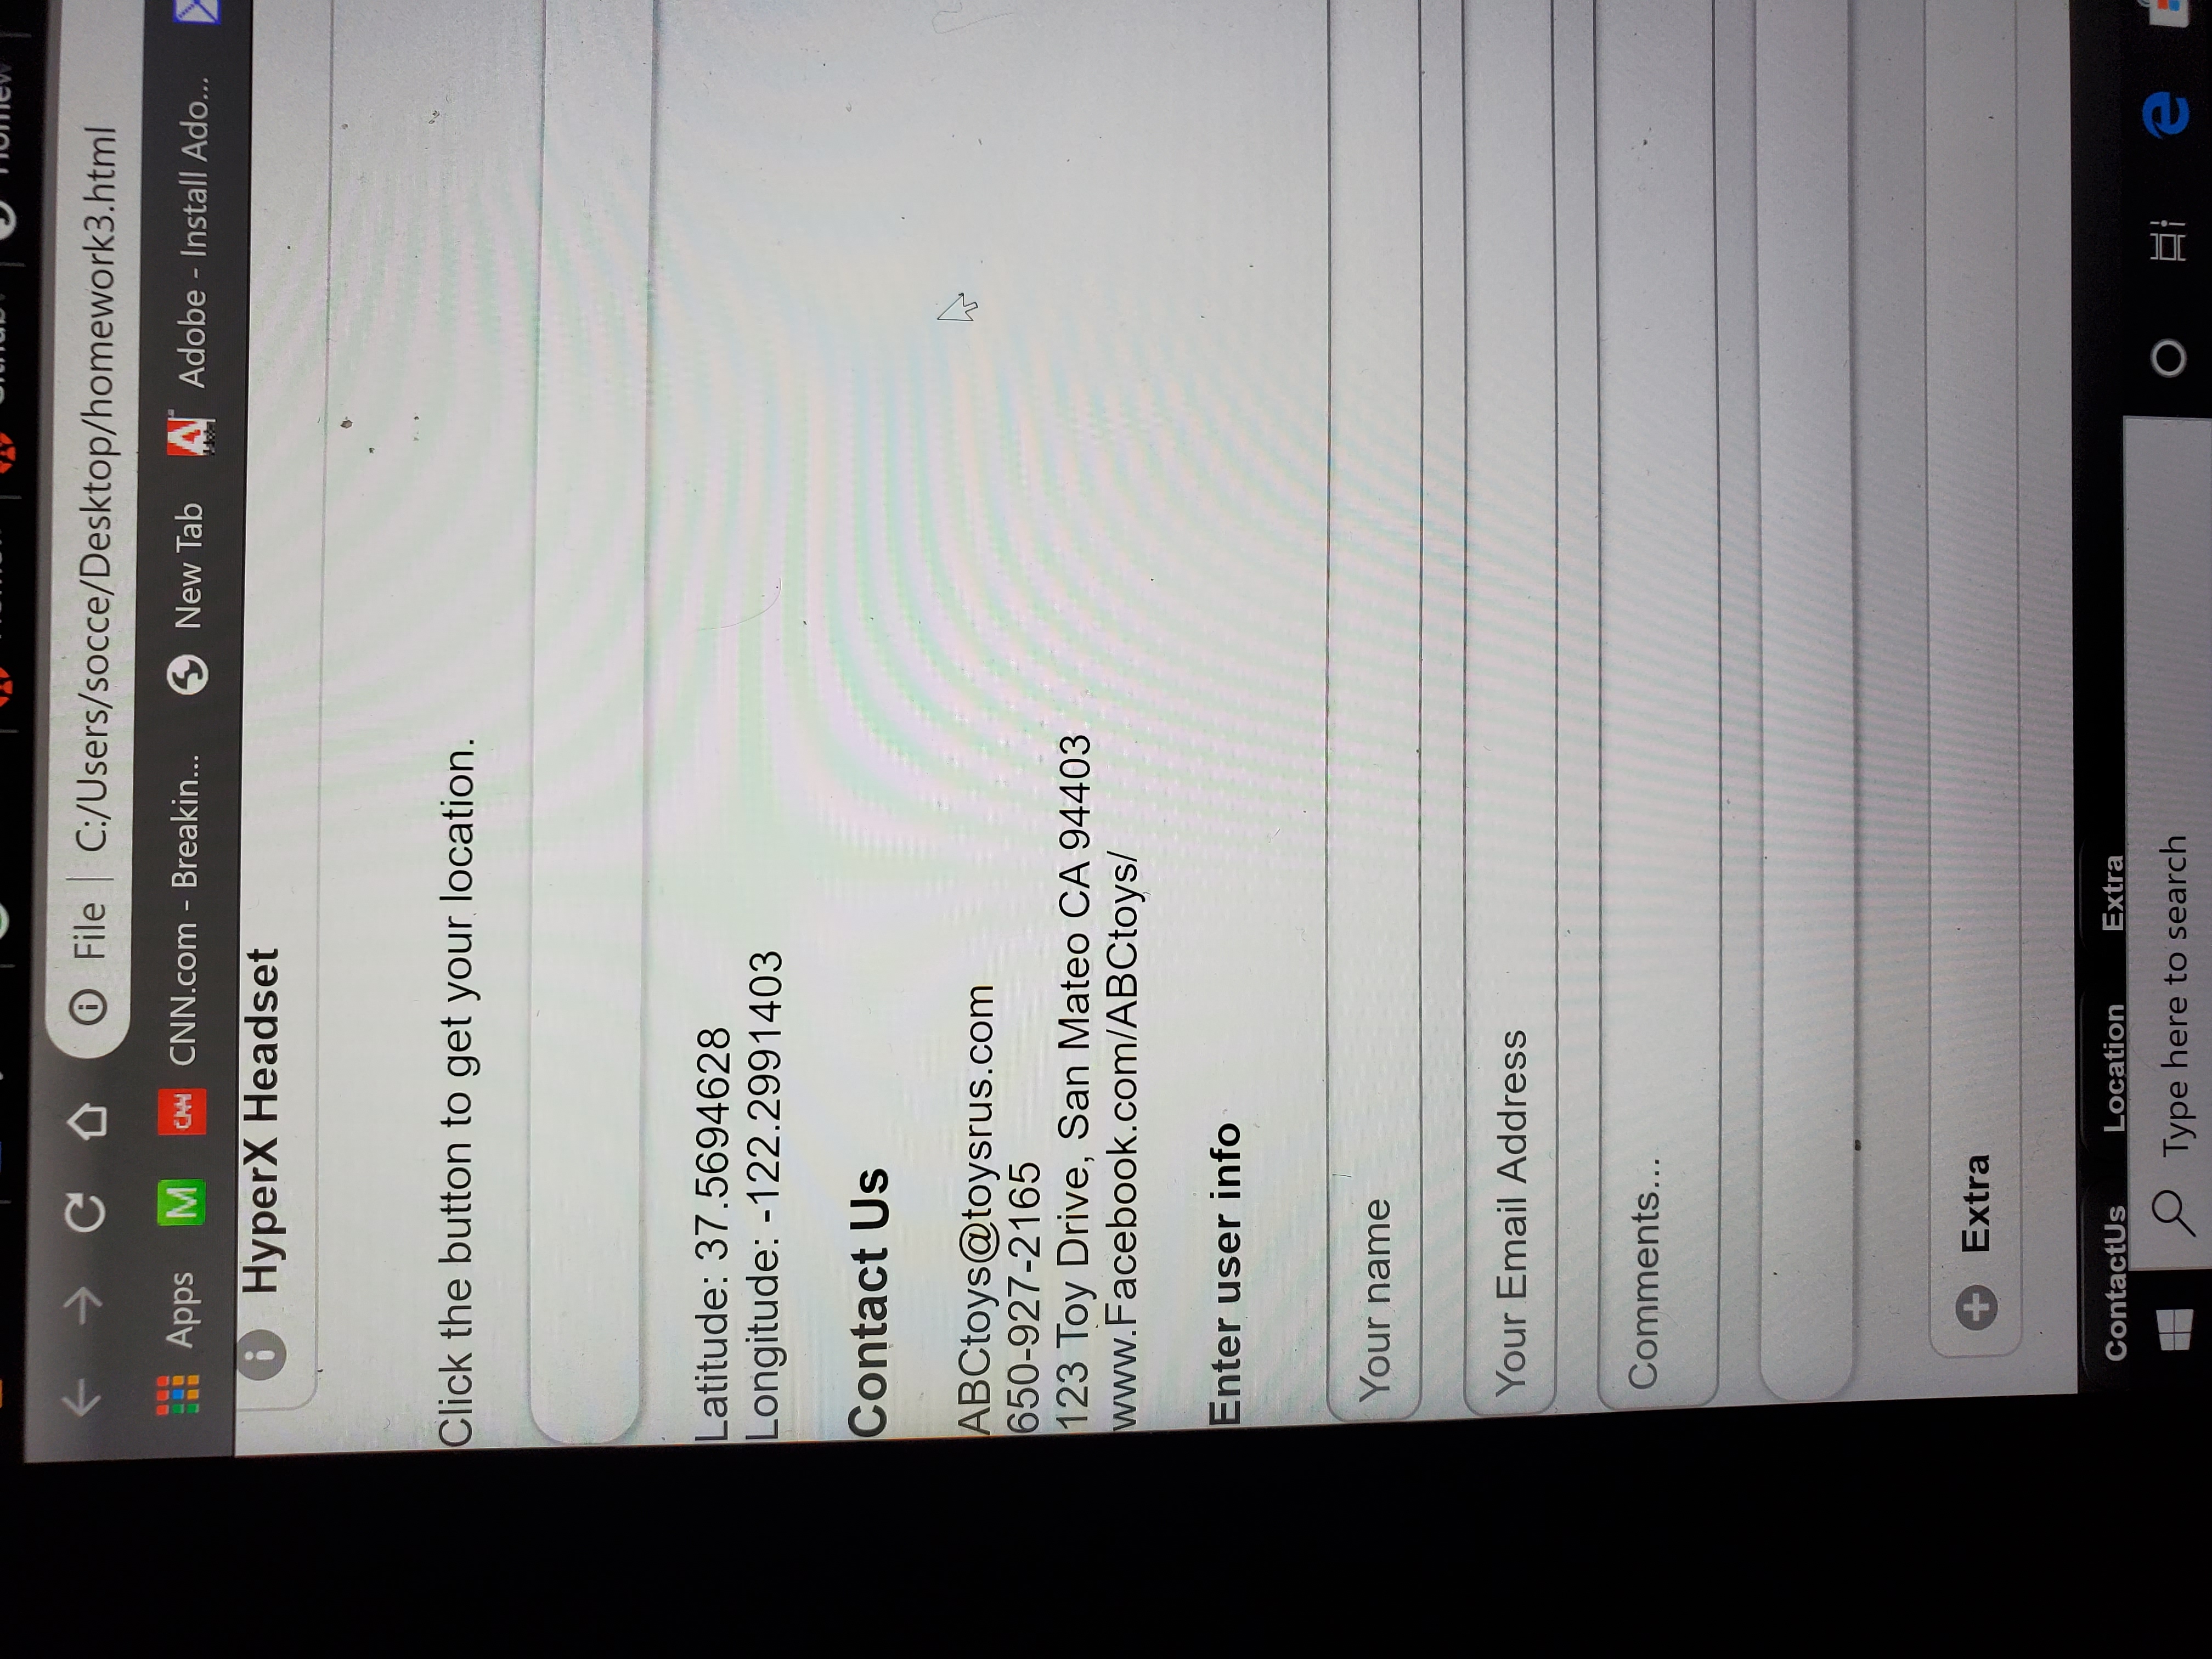 File | C:/Users/socce/Desktop/homework3.html
Apps
M
CNN
CNN.com - Breakin...
New Tab
Adobe - Install Ado...
HyperX Headset
Click the button to get your location.
Latitude: 37.5694628
Longitude: -122.2991403
Contact Us
ABCtoys@toysrus.com
650-927-2165
123 Toy Drive, San Mateo CA 94403
www.Facebook.com/ABCtoys/
Enter user info
Your name
Your Email Address
Comments...
Extra
ContactUs Location Extra
Type here to search